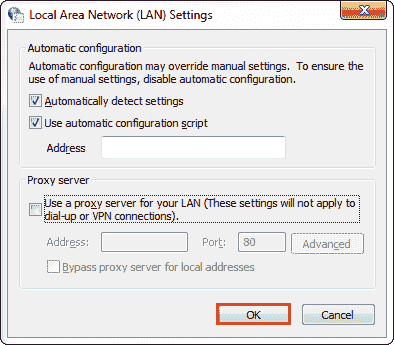 Local Area Network (LAN) Settings
Automatic configuration
Automatic configuration may override manual settings. To ensure the
use of manual settings, disable automatic configuration.
Automatically detect settings
Use automatic configuration script
Address
Proxy server
Use a proxy server for your LAN (These settings will not apply to
dial-up or VPN connections).
Address: Port: 80 Advanced
Bypass proxy server for local addresses
OK Cancel